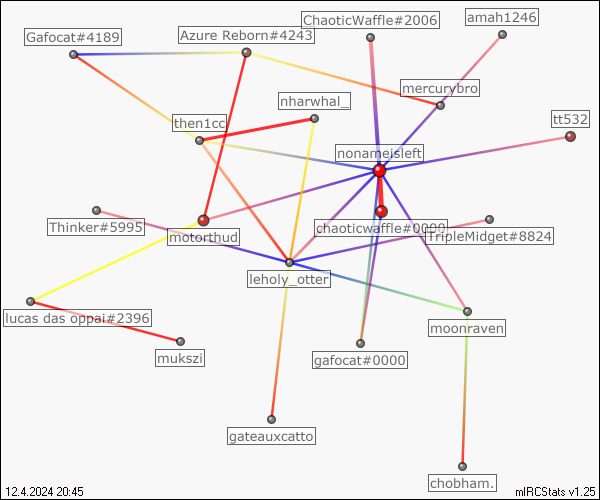 ChaoticWaffle#2006
amah1246
Gafocat#4189
Azure Reborn#4243
mercurybro
nharwhal_
then1cc
tt532
nonameisleft
Thinker#5995
motorthud
chaoticwaffle#0000
TripleMidget#8824
leholy_otter
lucas das oppai#2396
moonraven
mukszi
gafocat#0000
gateauxcatto
chobham.
12.4.2024 20:45
mIRCStats v1.25